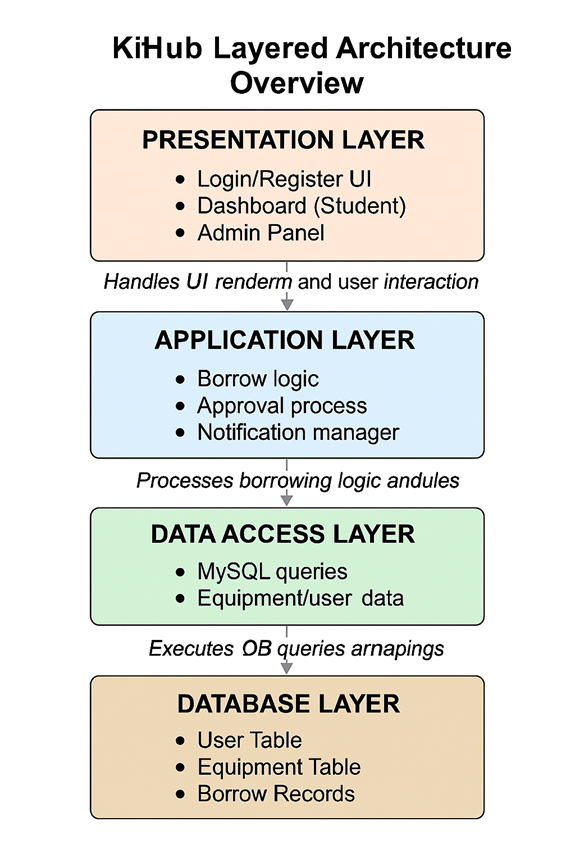 KiHub Layered Architecture
Overview
PRESENTATION LAYER
• Login/Register UI
• Dashboard (Student)
• Admin Panel
Handles UI renderm and user interaction
APPLICATION LAYER
• Borrow logic
• Approval process
• Notification manager
Processes borrowing logic andules
DATA ACCESS LAYER
• MySQL queries
• Equipment/user data
Executes OB queries arnapings
DATABASE LAYER
• User Table
• Equipment Table
• Borrow Records